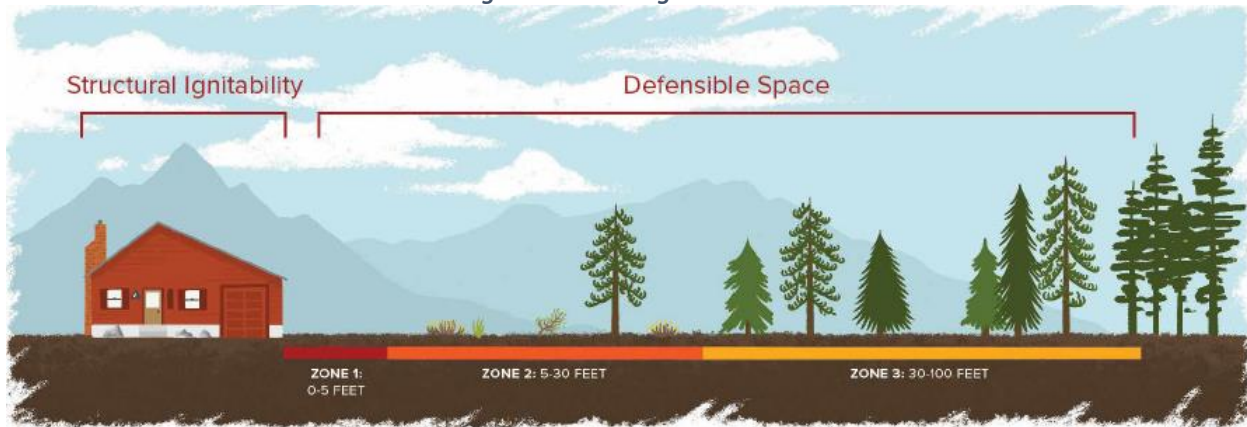 Structural Ignitability
Defensible Space
ZONE 1:
0-5 FEET
ZONE 2: 5-30 FEET
ZONE 3: 30-100 FEET